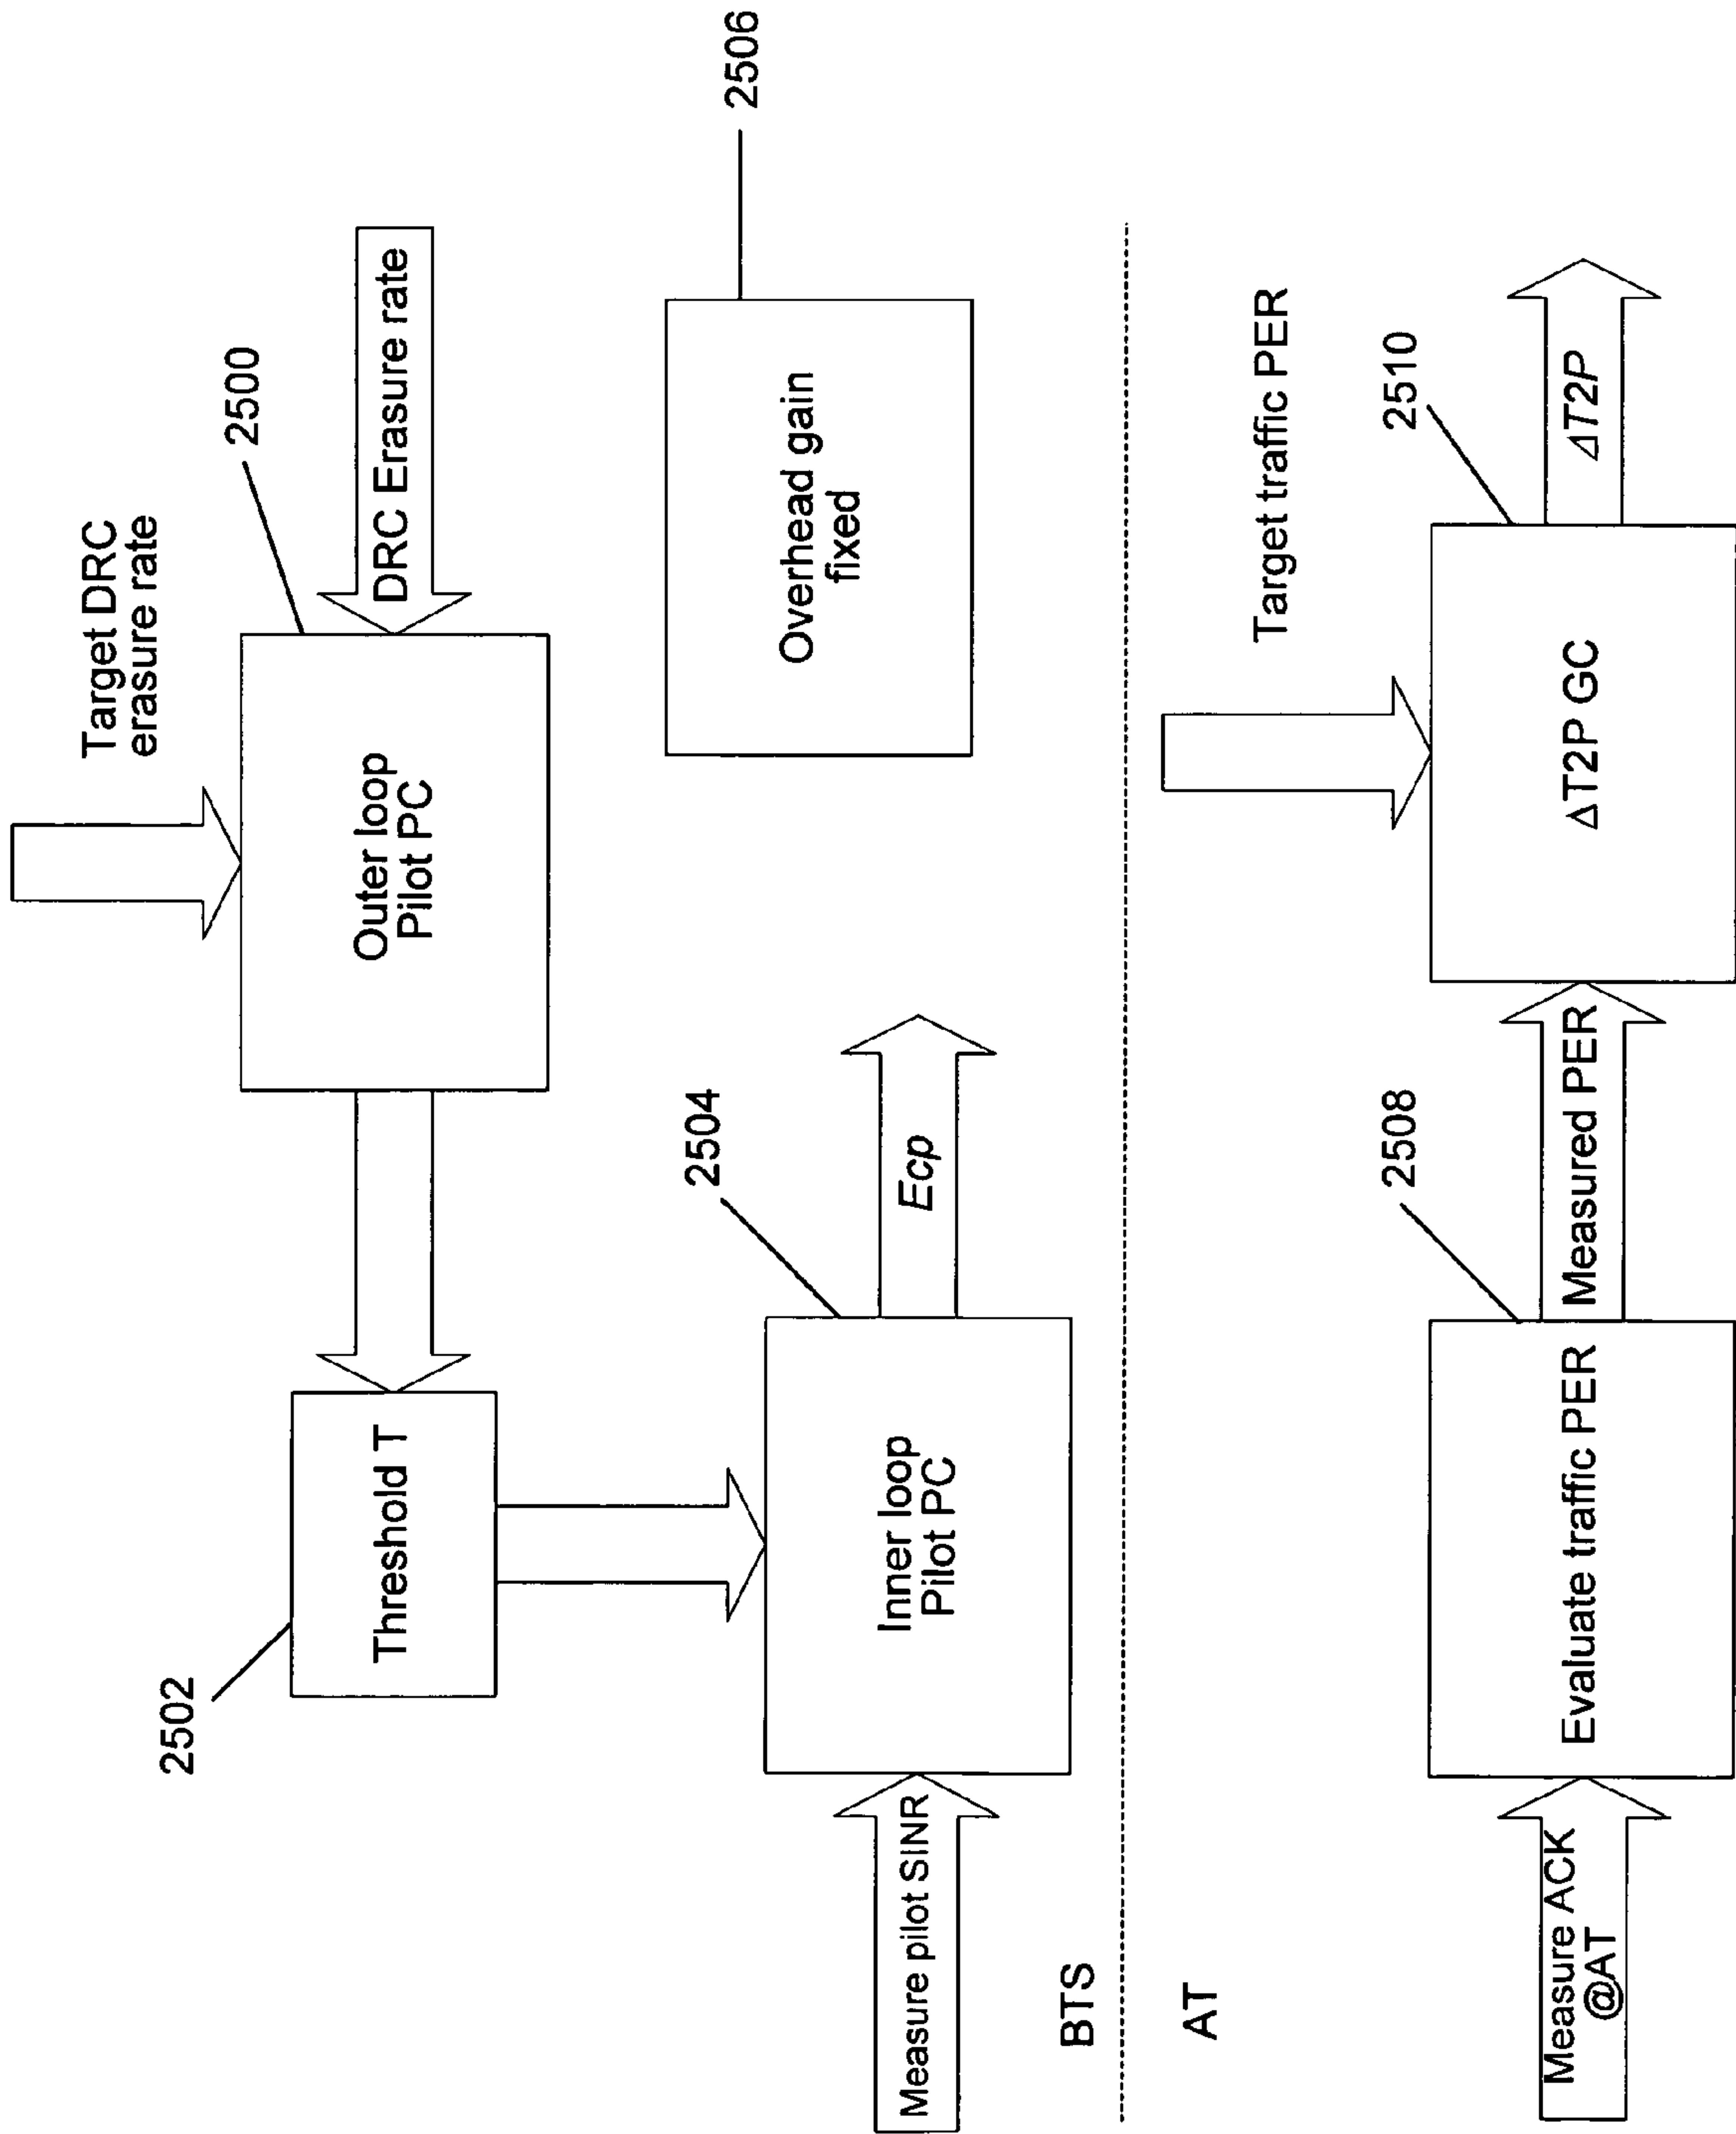 Target DRC
erasure rate
2500
2502
Threshold T
Outer loop
Pilot PC
DRC Erasure rate
2504
2506
Measure pilot SINR
Inner loop
Pilot PC
Ecp
Overhead gain
fixed
BTS
AT
Target traffic PER
2508
2510
Measure ACK
@AT
Evaluate traffic PER
Measured PER
ΔT2P GC
ΔT2P